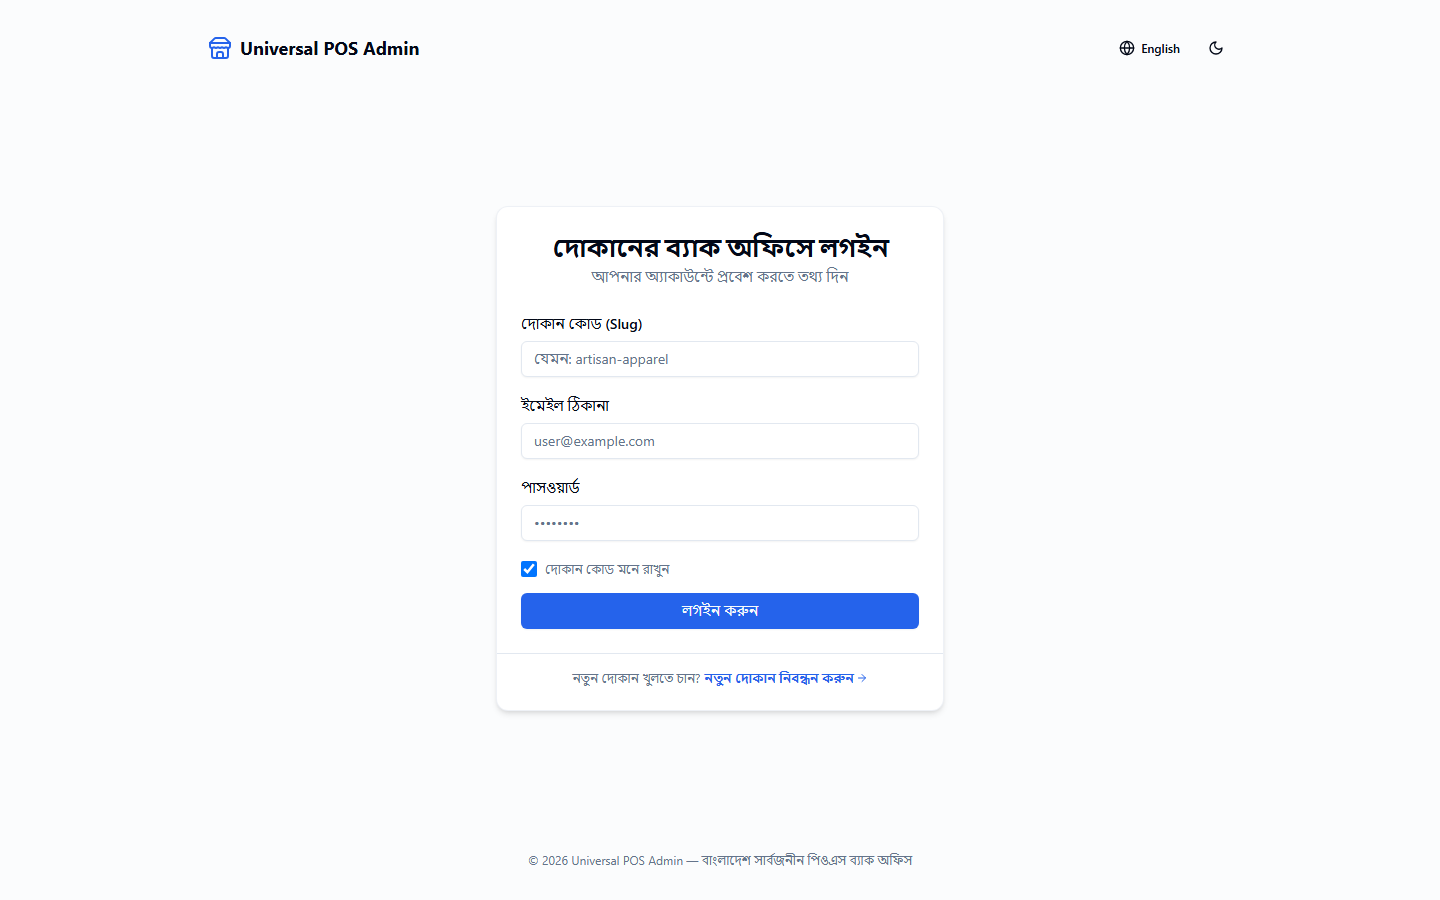 Universal POS Admin
English
দোকানের ব্যাক অফিসে লগইন
আপনার অ্যাকাউন্টে প্রবেশ করতে তথ্য দিন
দোকান কোড (Slug)
যেমন: artisan-apparel
ইমেইল ঠিকানা
user@example.com
পাসওয়ার্ড
••••••••
দোকান কোড মনে রাখুন
লগইন করুন
নতুন দোকান খুলতে চান? নতুন দোকান নিবন্ধন করুন →
© 2026 Universal POS Admin — বাংলাদেশ সার্বজনীন পিওএস ব্যাক অফিস